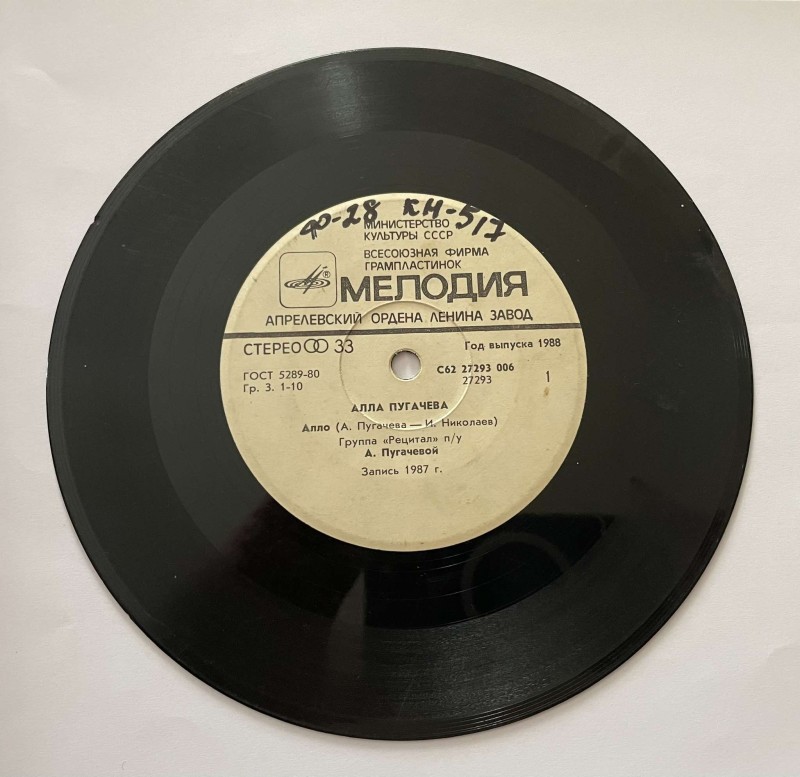 ФО-28 КМ-517
МИНИСТЕРСТВО
КУЛЬТУРЫ СССР
ВСЕСОЮЗНАЯ ФИРМА
ГРАМПЛАСТИНОК
® МЕЛОДИЯ
АПРЕЛЕВСКИЙ ОРДЕНА ЛЕНИНА ЗАВОД
СТЕРЕО 33 Год выпуска 1988
ГОСТ 5289-80 С62 27293 006
Гр. 3. 1-10 27293 1
АЛЛА ПУГАЧЕВА
Алло (А. Пугачева — И. Николаев)
Группа «Рецитал» п/у
А. Пугачевой
Запись 1987 г.